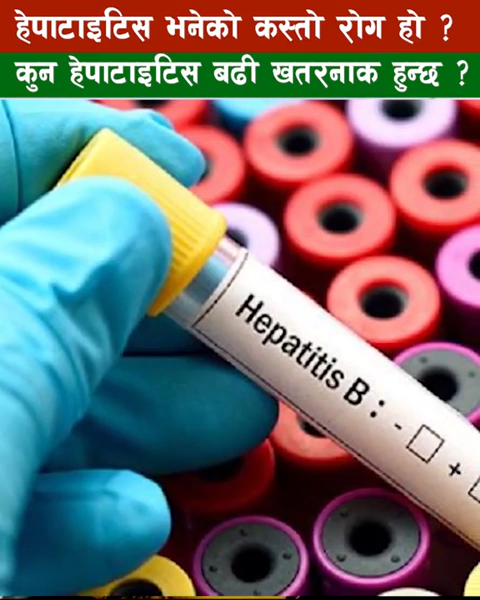 हेपाटाइटिस भनेको कस्तो रोग हो ?
कुन हेपाटाइटिस बढी खतरनाक हुन्छ ?
Hepatitis B : - □ + □